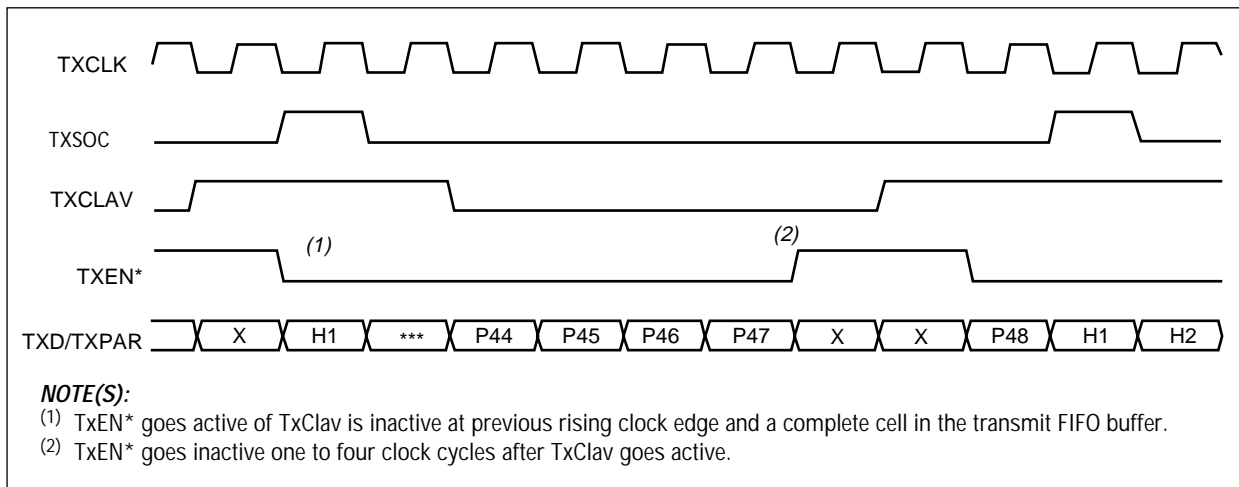 TXCLK
TXSOC
TXCLAV
(1) (2)
TXEN*
TXD/TXPAR X H1 *** P44 P45 P46 P47 X X P48 H1 H2
NOTE(S):
(1) TxEN* goes active of TxClav is inactive at previous rising clock edge and a complete cell in the transmit FIFO buffer.
(2) TxEN* goes inactive one to four clock cycles after TxClav goes active.